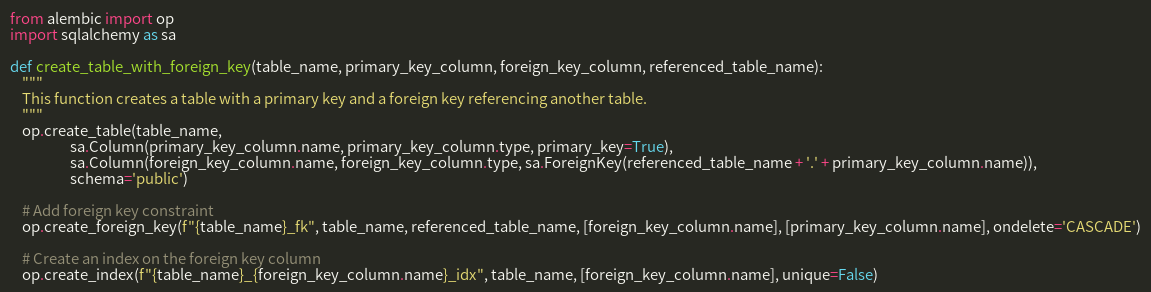 from alembic import op
import sqlalchemy as sa
def create_table_with_foreign_key(table_name, primary_key_column, foreign_key_column, referenced_table_name):
"""
This function creates a table with a primary key and a foreign key referencing another table.
"""
op.create_table(table_name,
sa.Column(primary_key_column.name, primary_key_column.type, primary_key=True),
sa.Column(foreign_key_column.name, foreign_key_column.type, sa.ForeignKey(referenced_table_name + '.' + primary_key_column.name)),
schema='public')
# Add foreign key constraint
op.create_foreign_key(f"{table_name}_fk", table_name, referenced_table_name, [foreign_key_column.name], [primary_key_column.name], ondelete='CASCADE')
# Create an index on the foreign key column
op.create_index(f"{table_name}_{foreign_key_column.name}_idx", table_name, [foreign_key_column.name], unique=False)